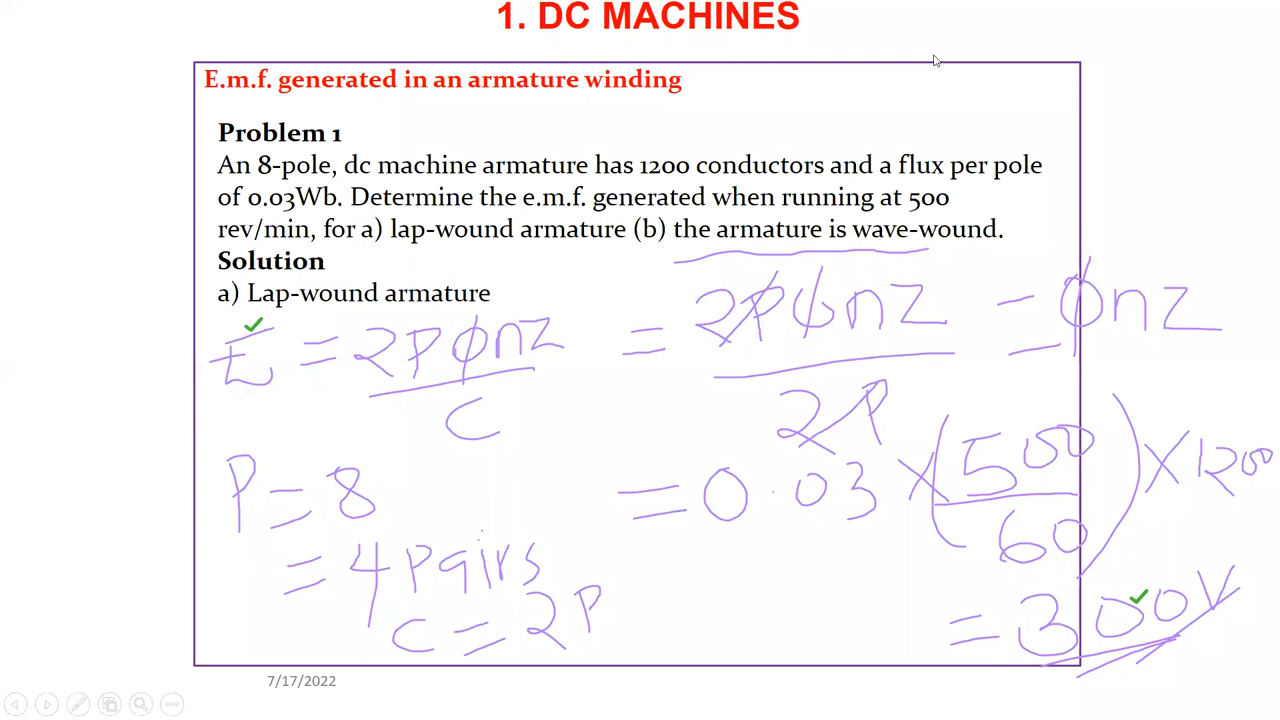 1. DC MACHINES
E.m.f. generated in an armature winding
Problem 1
An 8-pole, dc machine armature has 1200 conductors and a flux per pole
of 0.03Wb. Determine the e.m.f. generated when running at 500
rev/min, for a) lap-wound armature (b) the armature is wave-wound.
Solution
a) Lap-wound armature
E = 2PϕnZ / C = 2PϕnZ / 2P = ϕnZ
P = 8
= 4 Pairs
C = 2P
= 0.03 × (500 / 60) × 1200
= 300V
7/17/2022